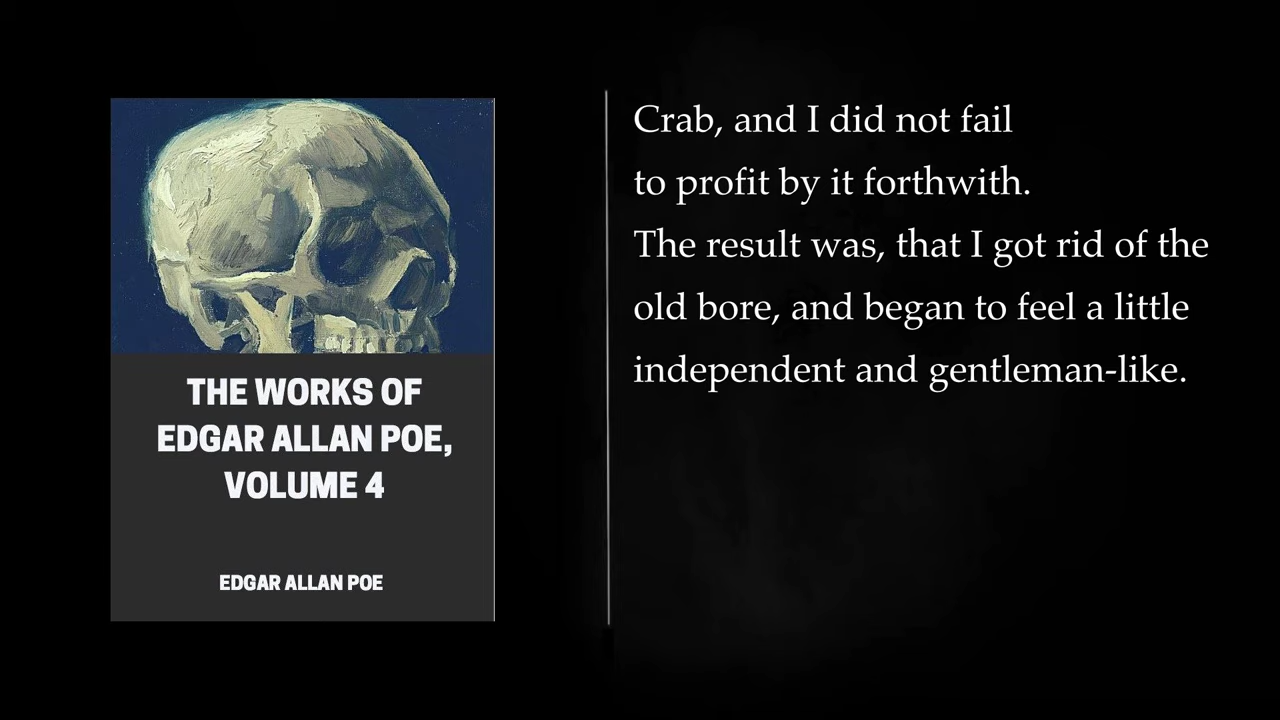 THE WORKS OF
EDGAR ALLAN POE,
VOLUME 4
EDGAR ALLAN POE
Crab, and I did not fail
to profit by it forthwith.
The result was, that I got rid of the
old bore, and began to feel a little
independent and gentleman-like.